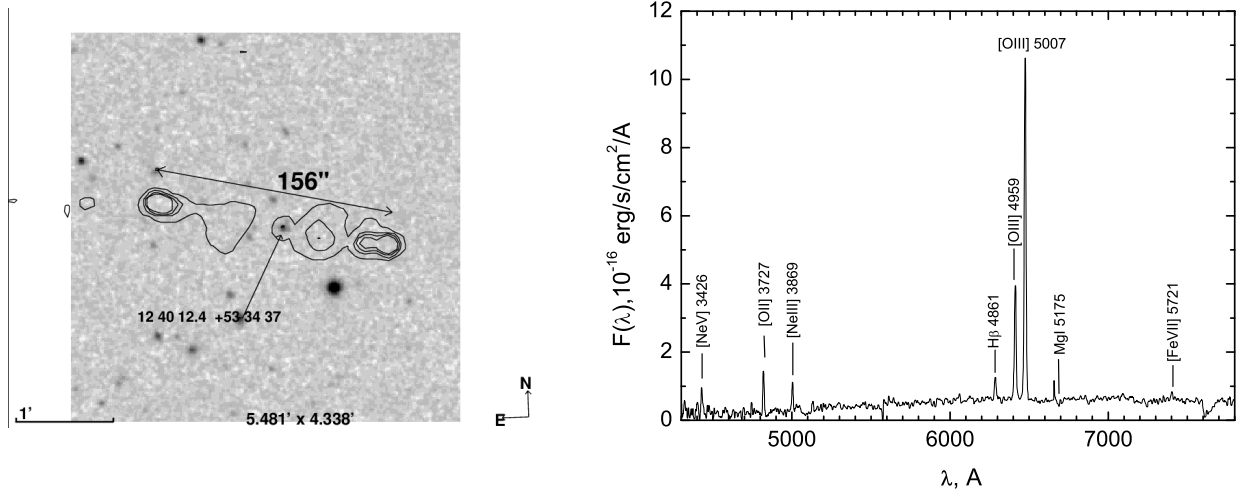 156"
12 40 12.4 +53 34 37
1'
5.481' x 4.338'
N
E
12
10
8
6
4
2
0
F(λ),10⁻¹⁶ erg/s/cm²/A
[NeV] 3426
[OII] 3727
[NeIII] 3869
Hβ 4861
[OIII] 4959
[OIII] 5007
MgI 5175
[FeVII] 5721
5000
6000
7000
λ, A